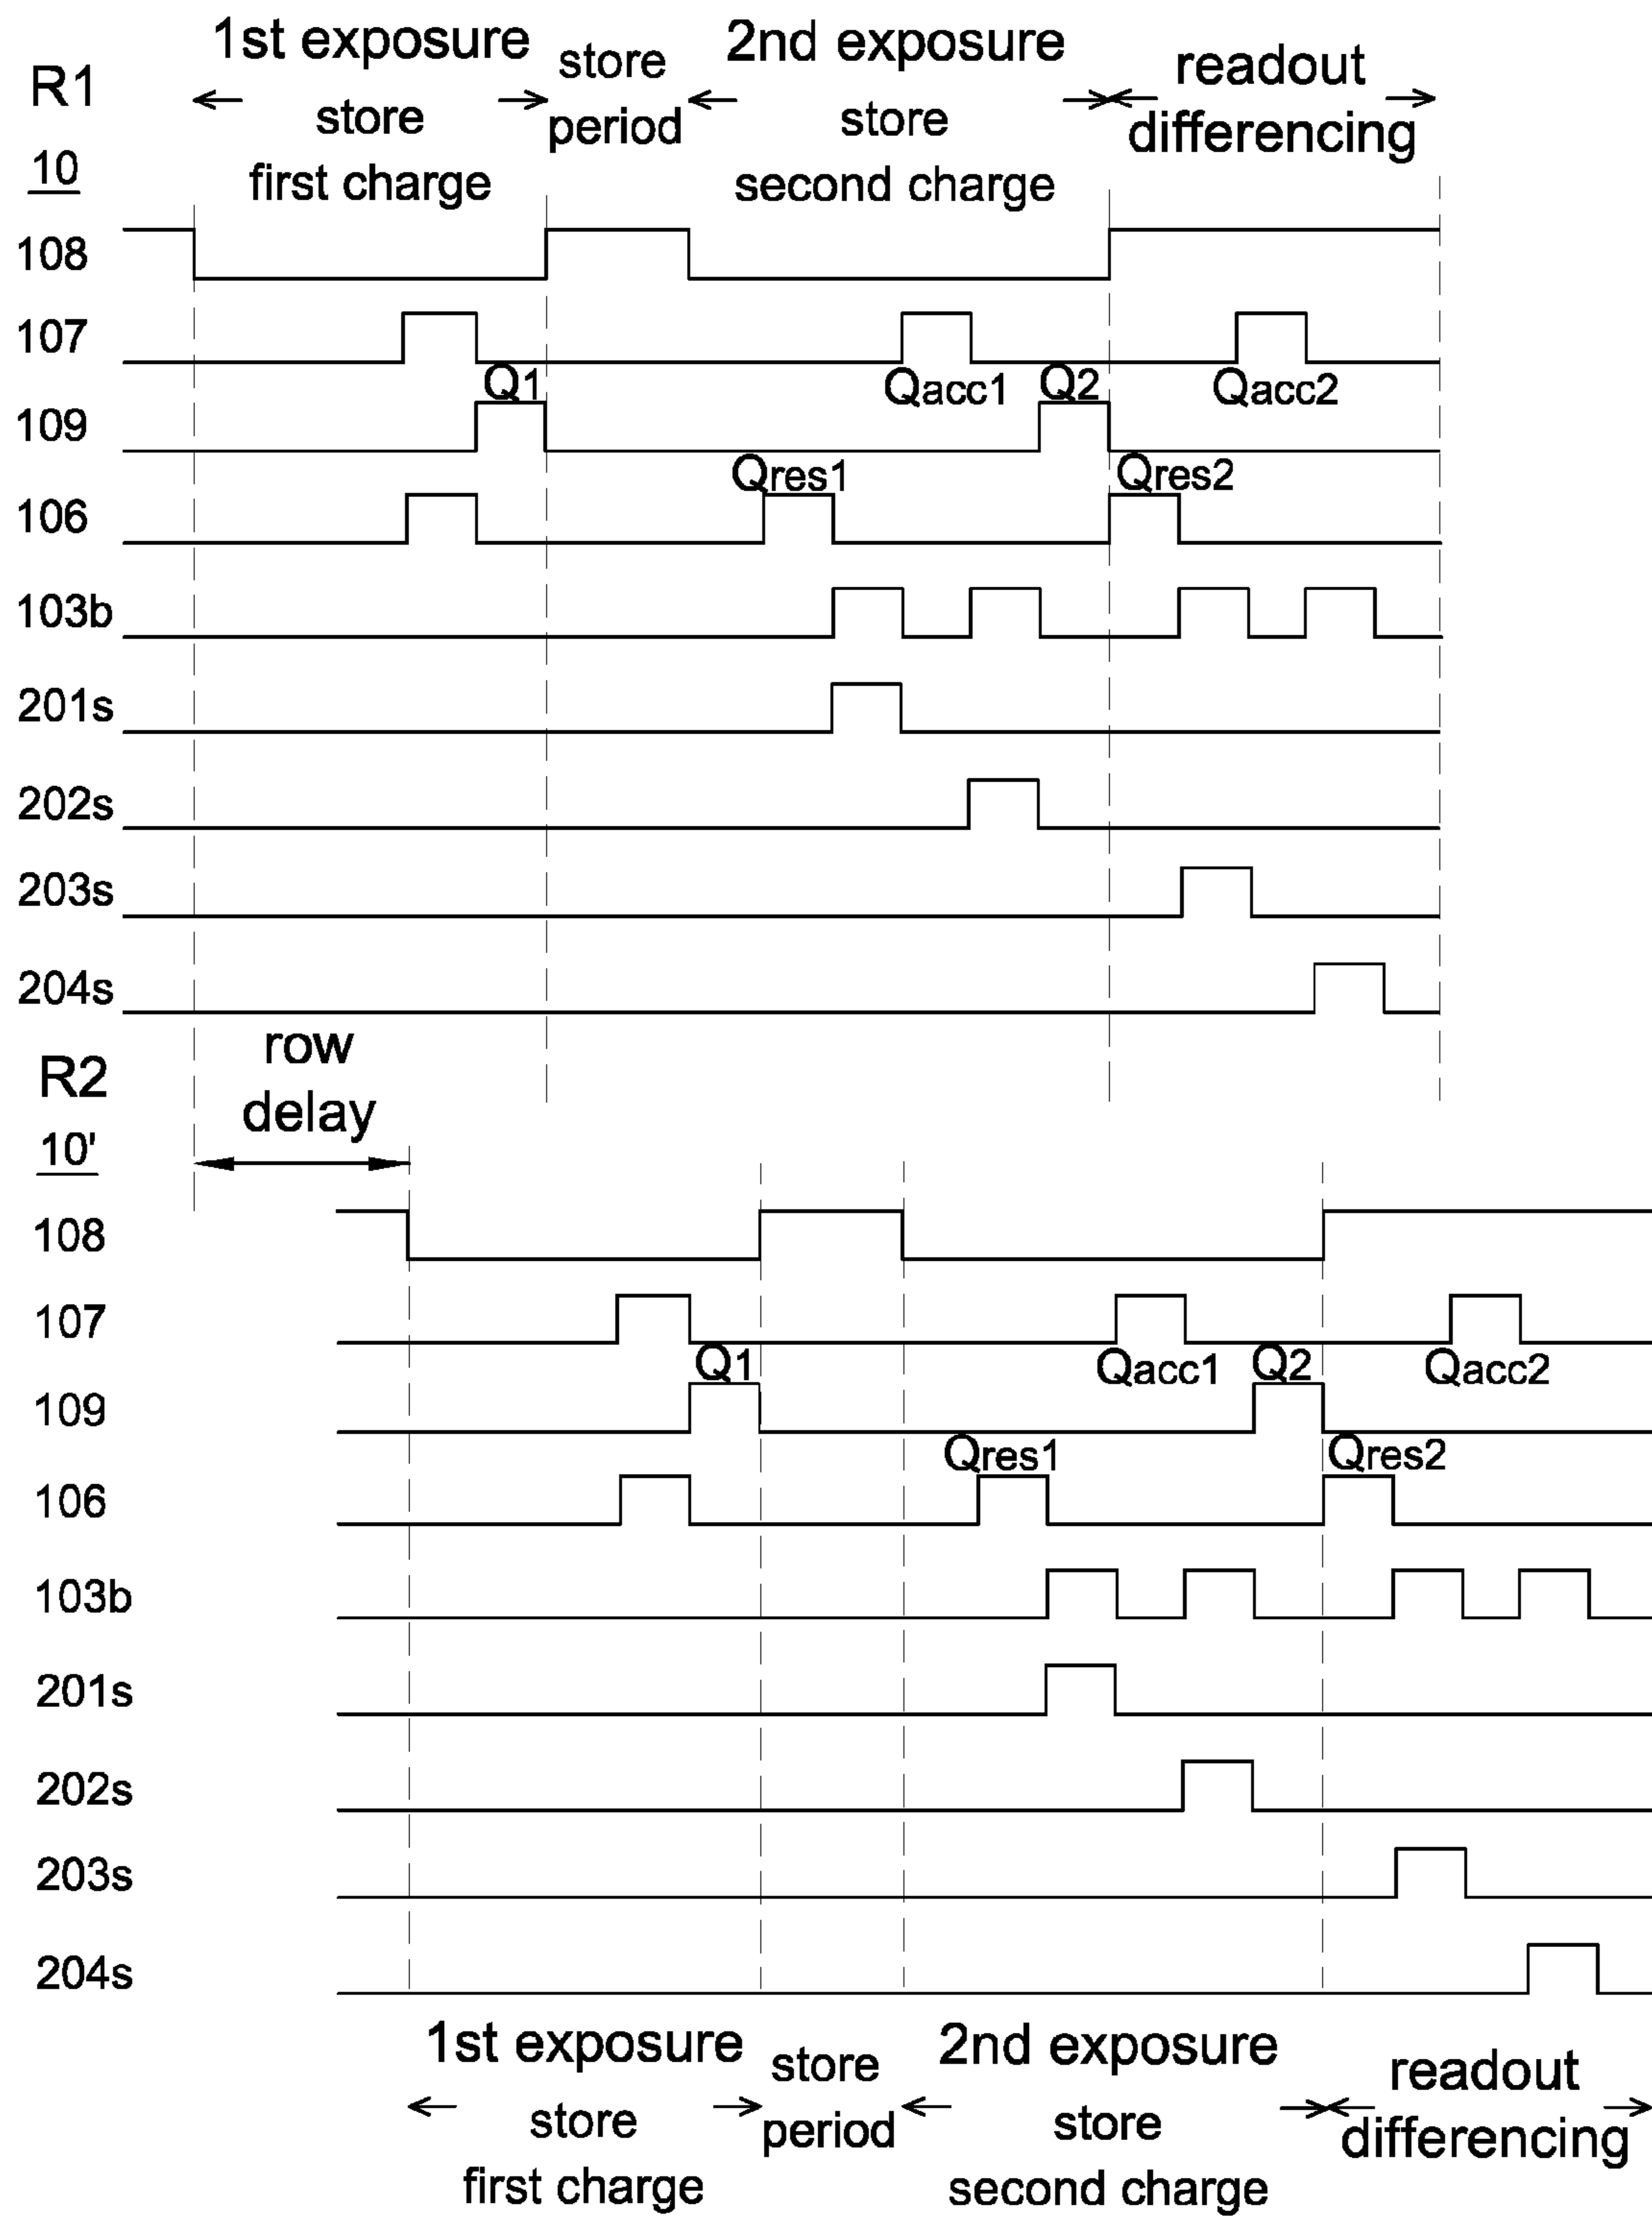 1st exposure
store
2nd exposure
readout
R1
store
period
store
differencing
10
first charge
second charge
108
107
Q1
Qacc1
Q2
Qacc2
109
Qres1
Qres2
106
103b
201s
202s
203s
204s
row
R2
delay
10'
108
107
Q1
Qacc1
Q2
Qacc2
109
Qres1
Qres2
106
103b
201s
202s
203s
204s
1st exposure
store
2nd exposure
readout
store
period
store
differencing
first charge
second charge